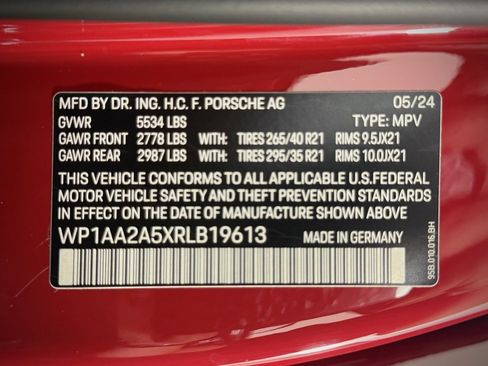 MFD BY DR. ING. H.C. F. PORSCHE AG 05/24
GVWR 5534 LBS TYPE: MPV
GAWR FRONT 2778 LBS WITH: TIRES 265/40 R21 RIMS 9.5JX21
GAWR REAR 2987 LBS WITH: TIRES 295/35 R21 RIMS 10.0JX21
THIS VEHICLE CONFORMS TO ALL APPLICABLE U.S.FEDERAL
MOTOR VEHICLE SAFETY AND THEFT PREVENTION STANDARDS
IN EFFECT ON THE DATE OF MANUFACTURE SHOWN ABOVE
WP1AA2A5XRLB19613 MADE IN GERMANY
95B.010.016.BH